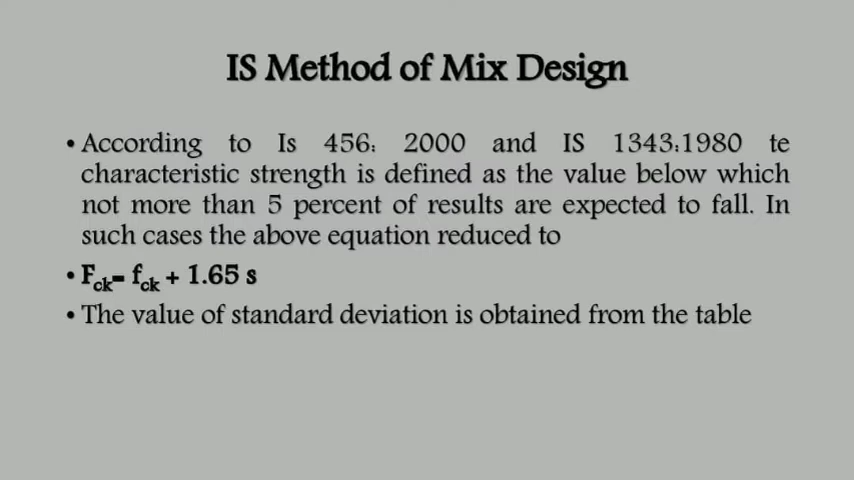 IS Method of Mix Design
• According to Is 456: 2000 and IS 1343:1980 te
characteristic strength is defined as the value below which
not more than 5 percent of results are expected to fall. In
such cases the above equation reduced to
• Fck= fck + 1.65 s
• The value of standard deviation is obtained from the table